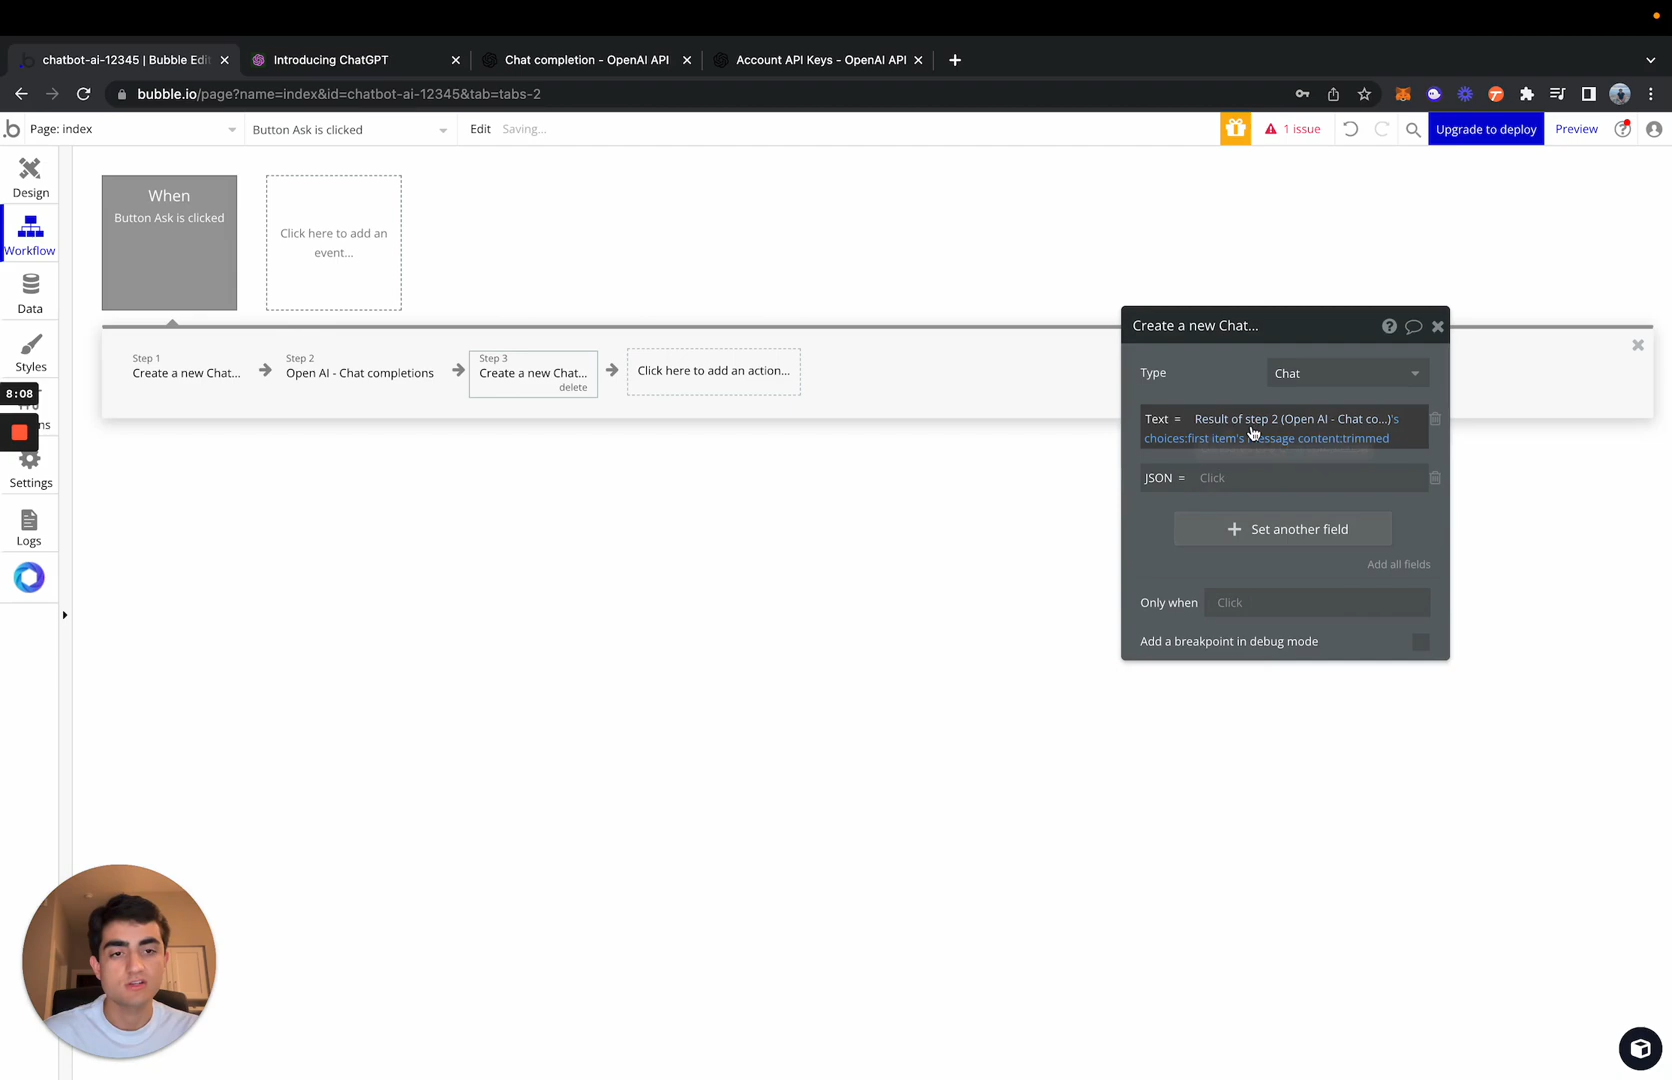 chatbot-ai-12345 | Bubble Edit
Introducing ChatGPT
Chat completion - OpenAI API
Account API Keys - OpenAI API
bubble.io/page?name=index&id=chatbot-ai-12345&tab=tabs-2
Page: index
Button Ask is clicked
Edit
Saving...
1 issue
Upgrade to deploy
Preview
Design
Workflow
Data
Styles
8:08
Settings
Logs
When
Button Ask is clicked
Click here to add an
event...
Step 1
Create a new Chat...
Step 2
Open AI - Chat completions
Step 3
Create a new Chat...
delete
Click here to add an action...
Create a new Chat...
Type
Chat
Text = Result of step 2 (Open AI - Chat co...)'s
choices:first item's message content:trimmed
JSON = Click
Set another field
Add all fields
Only when
Click
Add a breakpoint in debug mode